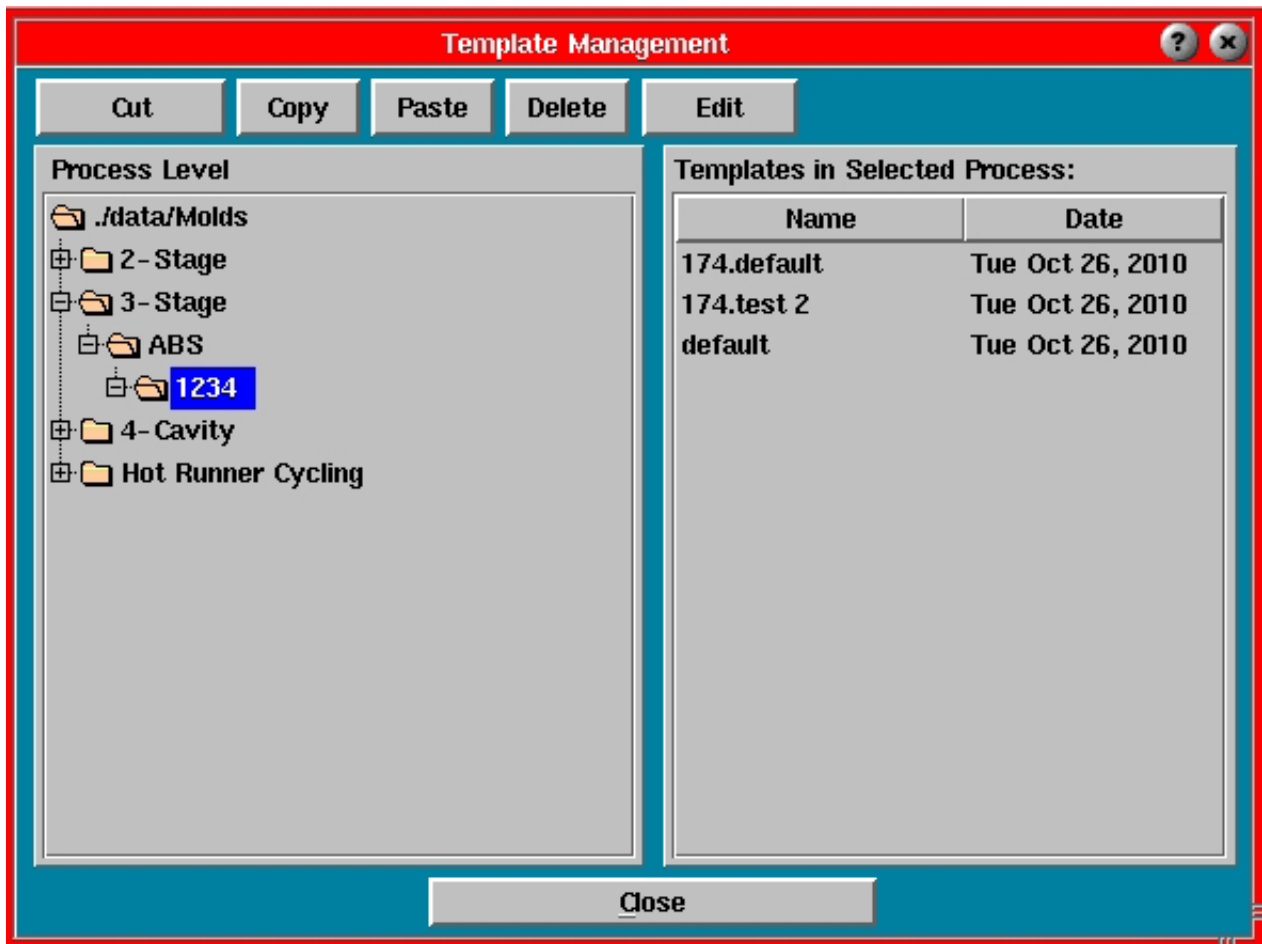 Template Management ?
Cut Copy Paste Delete Edit
Process Level
./data/Molds
2-Stage
3-Stage
ABS
1234
4-Cavity
Hot Runner Cycling
Templates in Selected Process:
Name Date
174.default Tue Oct 26, 2010
174.test 2 Tue Oct 26, 2010
default Tue Oct 26, 2010
Close